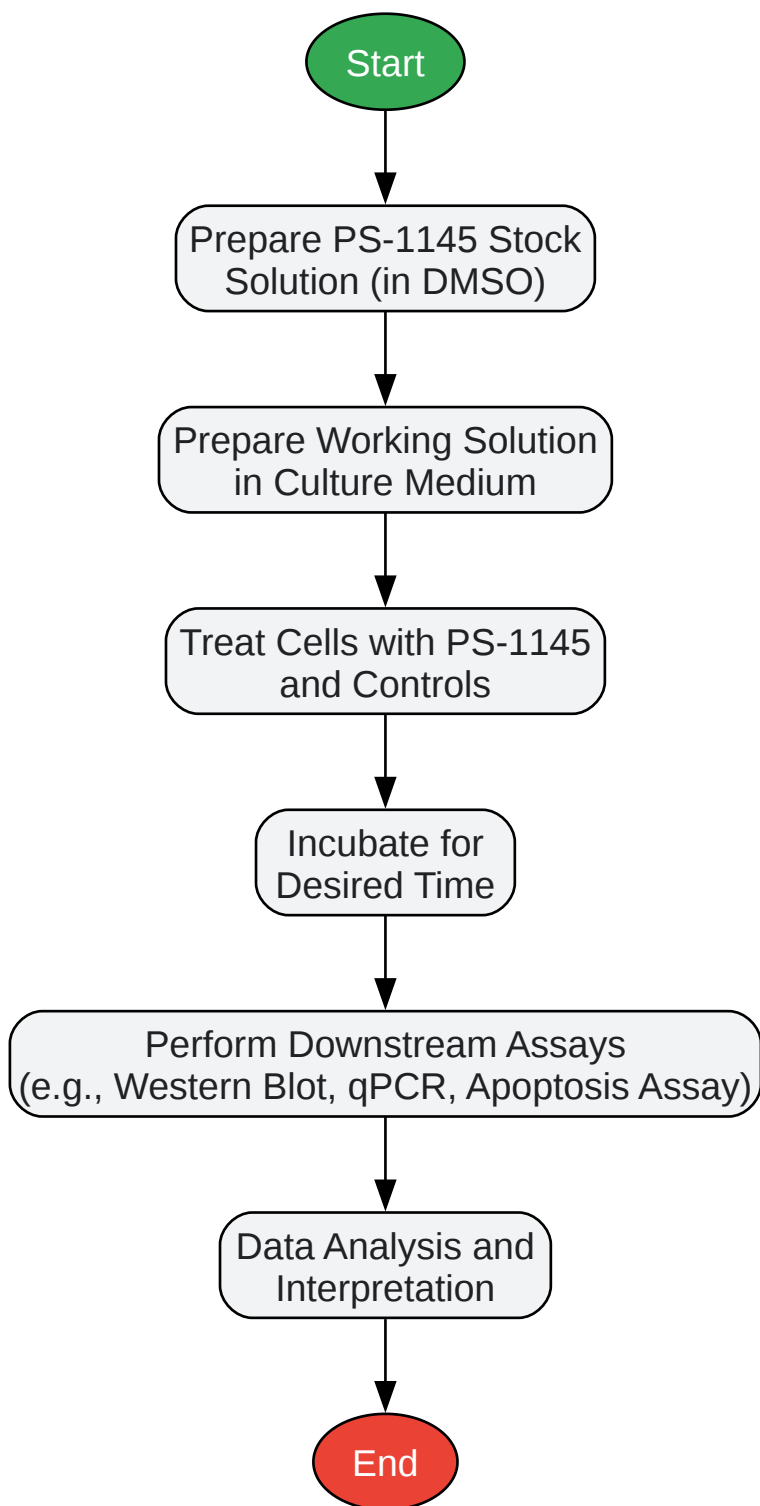 Start
Prepare PS-1145 Stock
Solution (in DMSO)
Prepare Working Solution
in Culture Medium
Treat Cells with PS-1145
and Controls
Incubate for
Desired Time
Perform Downstream Assays
(e.g., Western Blot, qPCR, Apoptosis Assay)
Data Analysis and
Interpretation
End